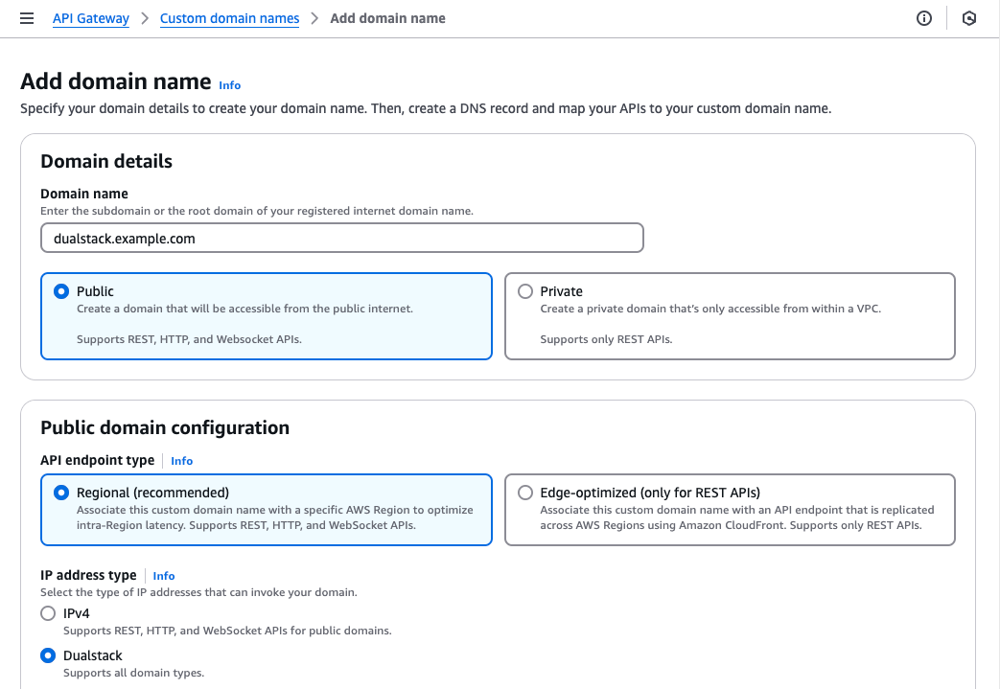 API Gateway > Custom domain names > Add domain name
Add domain name Info
Specify your domain details to create your domain name. Then, create a DNS record and map your APIs to your custom domain name.
Domain details
Domain name
Enter the subdomain or the root domain of your registered internet domain name.
dualstack.example.com
Public
Create a domain that will be accessible from the public internet.
Supports REST, HTTP, and Websocket APIs.
Private
Create a private domain that's only accessible from within a VPC.
Supports only REST APIs.
Public domain configuration
API endpoint type Info
Regional (recommended)
Associate this custom domain name with a specific AWS Region to optimize
intra-Region latency. Supports REST, HTTP, and WebSocket APIs.
Edge-optimized (only for REST APIs)
Associate this custom domain name with an API endpoint that is replicated
across AWS Regions using Amazon CloudFront. Supports only REST APIs.
IP address type Info
Select the type of IP addresses that can invoke your domain.
IPv4
Supports REST, HTTP, and WebSocket APIs for public domains.
Dualstack
Supports all domain types.